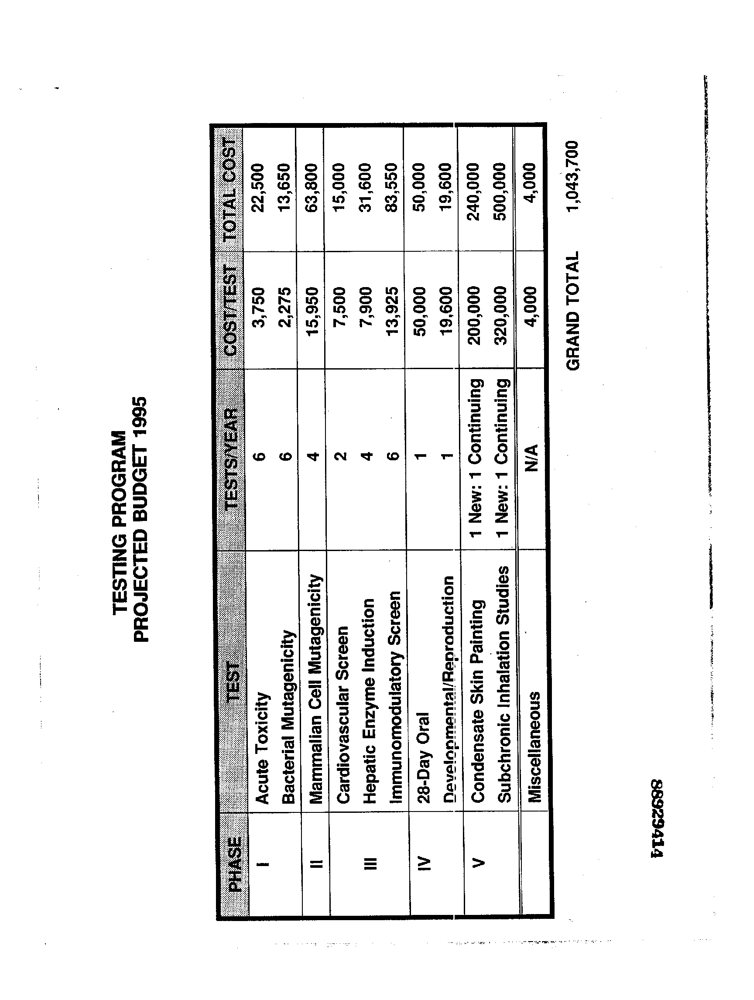 TESTING PROGRAM
PROJECTED BUDGET 1995
PHASE TEST TESTS/YEAR COST/TEST TOTAL COST
I Acute Toxicity 6 3,750 22,500
Bacterial Mutagenicity 6 2,275 13,650
II Mammalian Cell Mutagenicity 4 15,950 63,800
Cardiovascular Screen 2 7,500 15,000
III Hepatic Enzyme Induction 4 7,900 31,600
Immunomodulatory Screen 6 13,925 83,550
IV 28-Day Oral 1 50,000 50,000
Developmental/Reproduction 1 19,600 19,600
V Condensate Skin Painting 1 New: 1 Continuing 200,000 240,000
Subchronic Inhalation Studies 1 New: 1 Continuing 320,000 500,000
Miscellaneous N/A 4,000 4,000
GRAND TOTAL 1,043,700
88929414